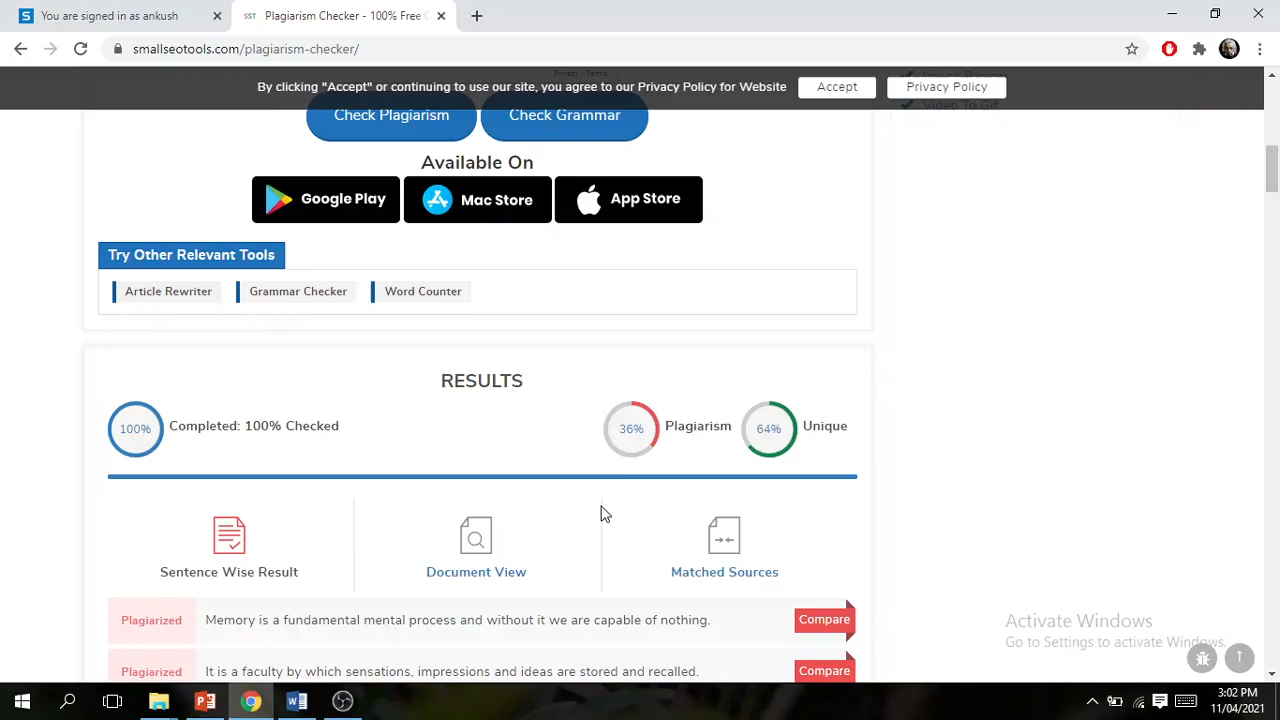 You are signed in as ankush
SST Plagiarism Checker - 100% Free C
smallseotools.com/plagiarism-checker/
Privacy - Terms
By clicking "Accept" or continuing to use our site, you agree to our Privacy Policy for Website
Accept
Privacy Policy
Video To Gif
Check Plagiarism
Check Grammar
Available On
Google Play
Mac Store
App Store
Try Other Relevant Tools
Article Rewriter
Grammar Checker
Word Counter
RESULTS
100% Completed: 100% Checked
36% Plagiarism
64% Unique
Sentence Wise Result
Document View
Matched Sources
Plagiarized Memory is a fundamental mental process and without it we are capable of nothing. Compare
Plagiarized It is a faculty by which sensations, impressions and ideas are stored and recalled. Compare
Activate Windows
Go to Settings to activate Windows.
3:02 PM
11/04/2021